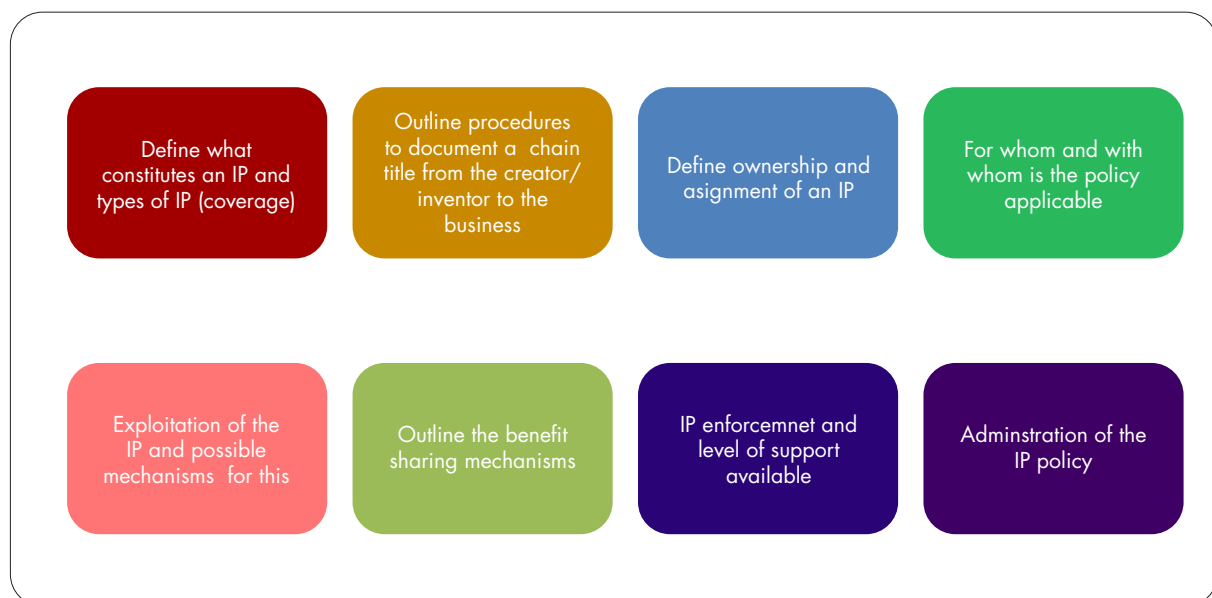 Define what
constitutes an IP and
types of IP (coverage)
Outline procedures
to document a  chain
title from the creator/
inventor to the
business
Define ownership and
asignment of an IP
For whom and with
whom is the policy
applicable
Exploitation of the
IP and possible
mechanisms  for this
Outline the benefit
sharing mechanisms
IP enforcemnet and
level of support
available
Adminstration of the
IP policy